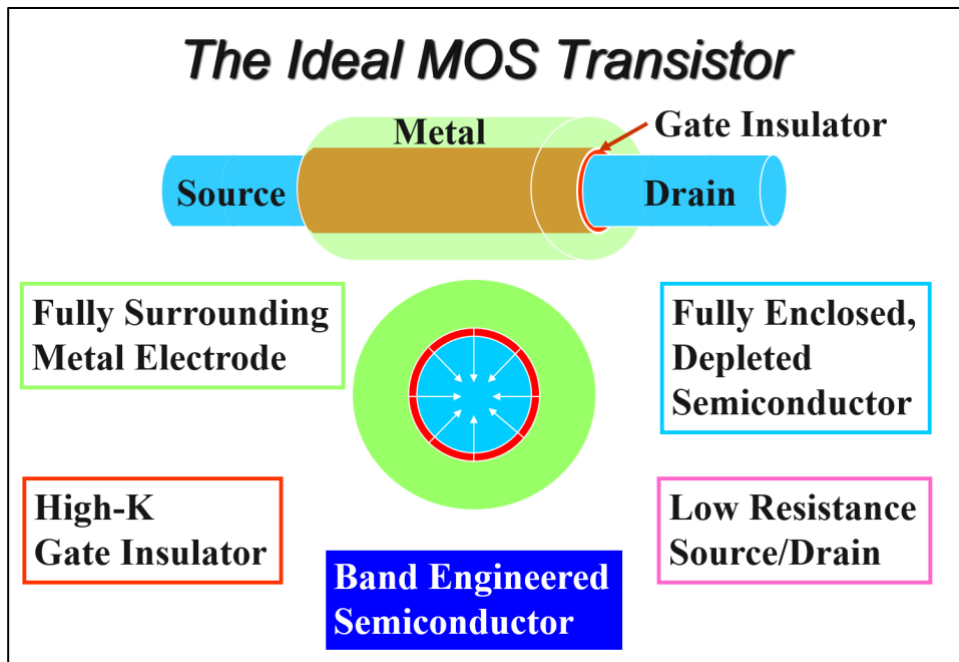 The Ideal MOS Transistor
Metal
Gate Insulator
Source
Drain
Fully Surrounding
Metal Electrode
Fully Enclosed,
Depleted
Semiconductor
High-K
Gate Insulator
Low Resistance
Source/Drain
Band Engineered
Semiconductor